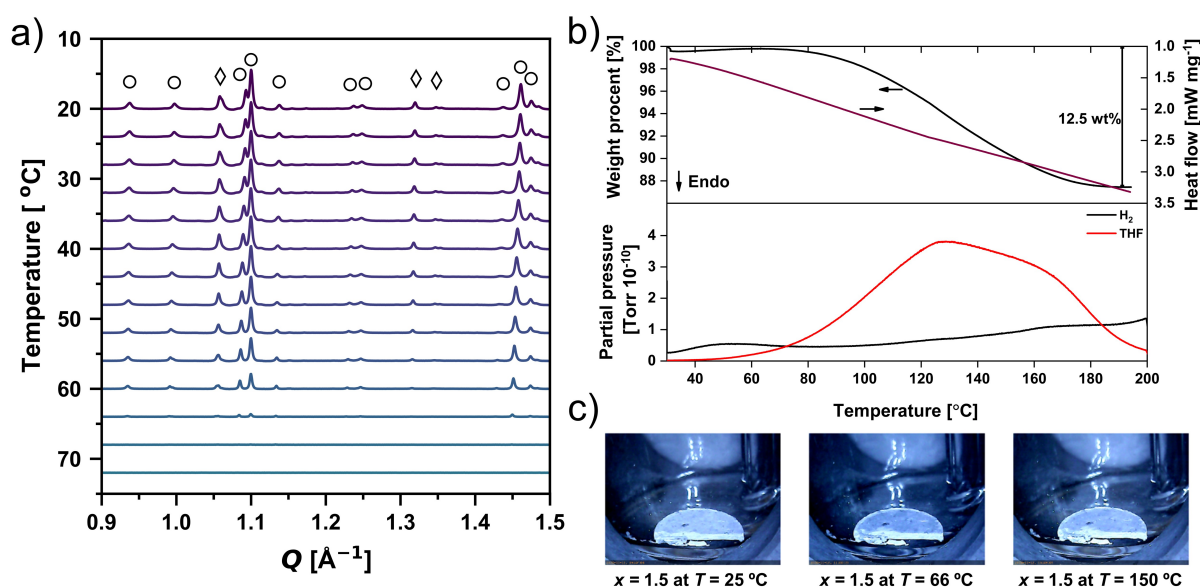 a)
10
20
30
40
50
60
70
Temperature [ ºC]
0.9 1.0 1.1 1.2 1.3 1.4 1.5
Q [Å⁻¹]
b)
100
98
96
94
92
90
88
Weight procent [%]
1.0
1.5
2.0
2.5
3.0
3.5
Heat flow [mW mg⁻¹]
12.5 wt%
Endo
H₂
THF
4
3
2
1
0
Partial pressure
[Torr 10⁻¹⁰]
40 60 80 100 120 140 160 180 200
Temperature [°C]
c)
x = 1.5 at T = 25 ºC
x = 1.5 at T = 66 ºC
x = 1.5 at T = 150 ºC